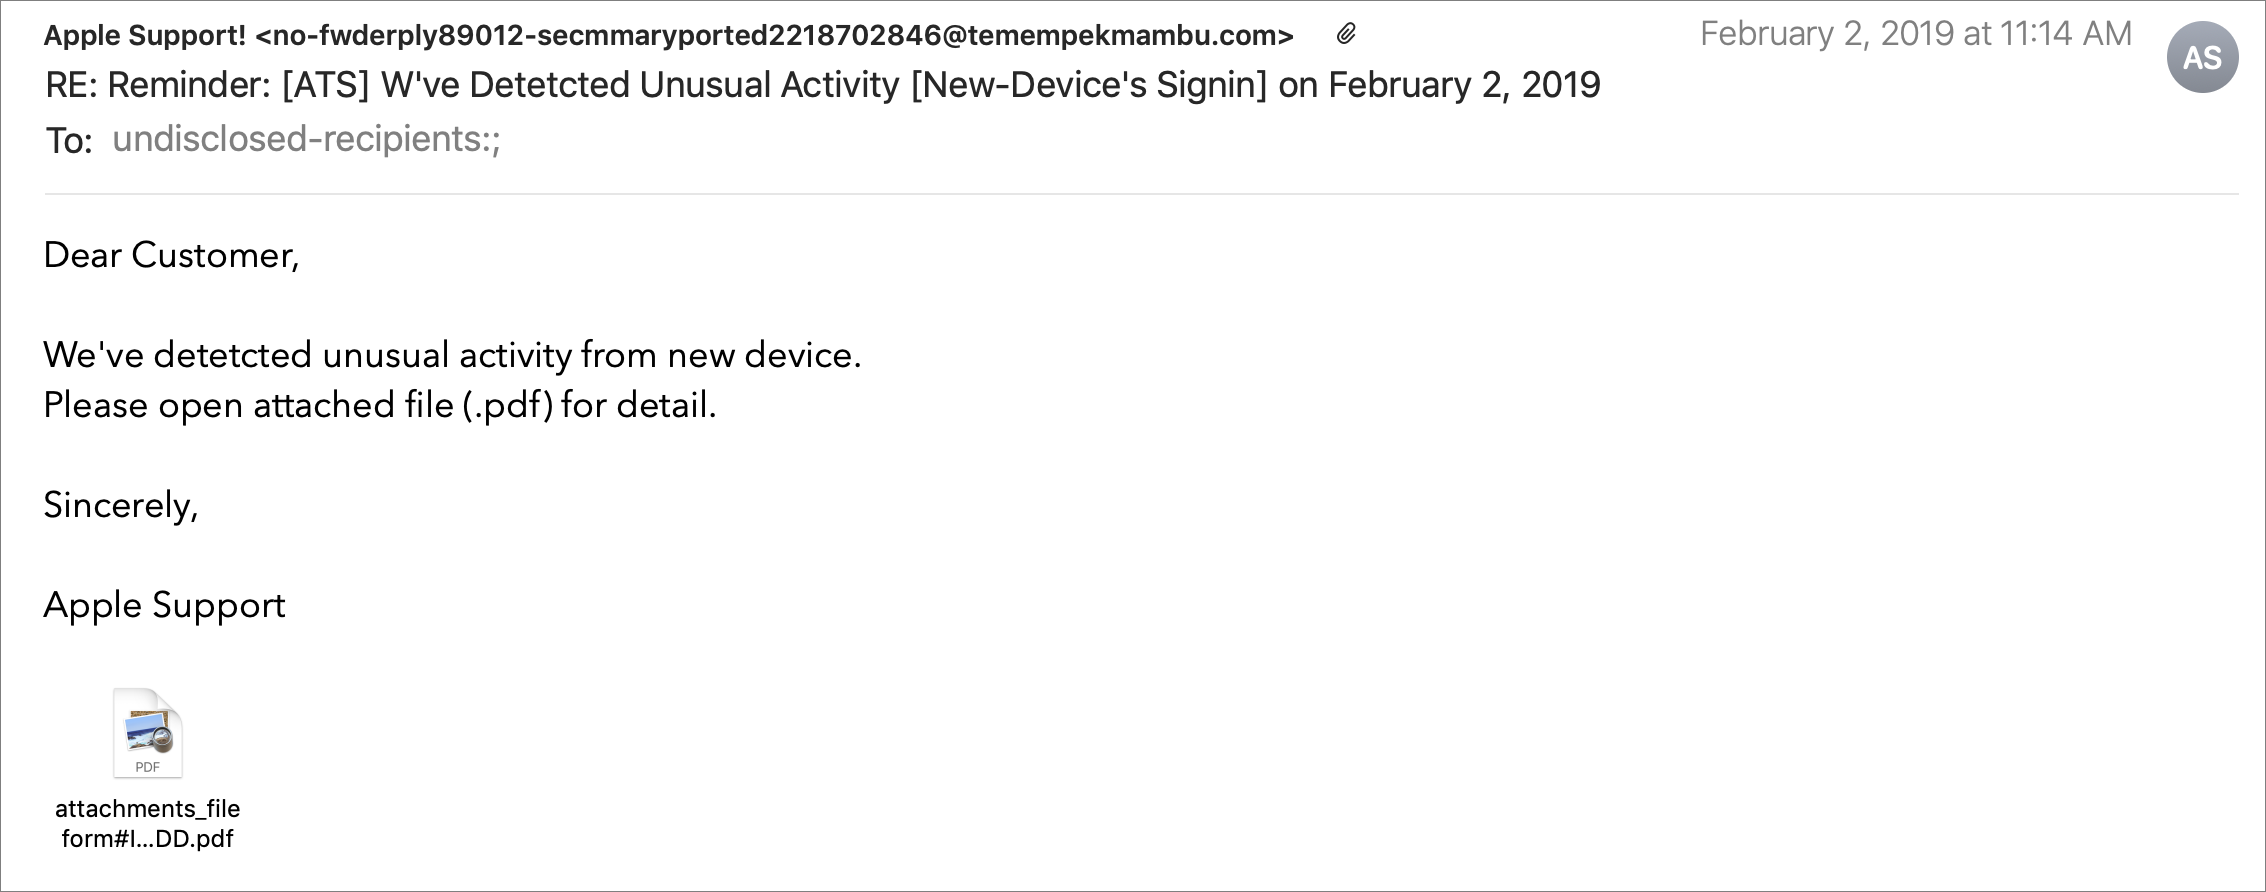 Apple Support! <no-fwderply89012-secmmaryported2218702846@temempekmambu.com>
February 2, 2019 at 11:14 AM
AS
RE: Reminder: [ATS] W've Detetcted Unusual Activity [New-Device's Signin] on February 2, 2019
To: undisclosed-recipients:;
Dear Customer,
We've detetcted unusual activity from new device.
Please open attached file (.pdf) for detail.
Sincerely,
Apple Support
PDF
attachments_file
form#I...DD.pdf